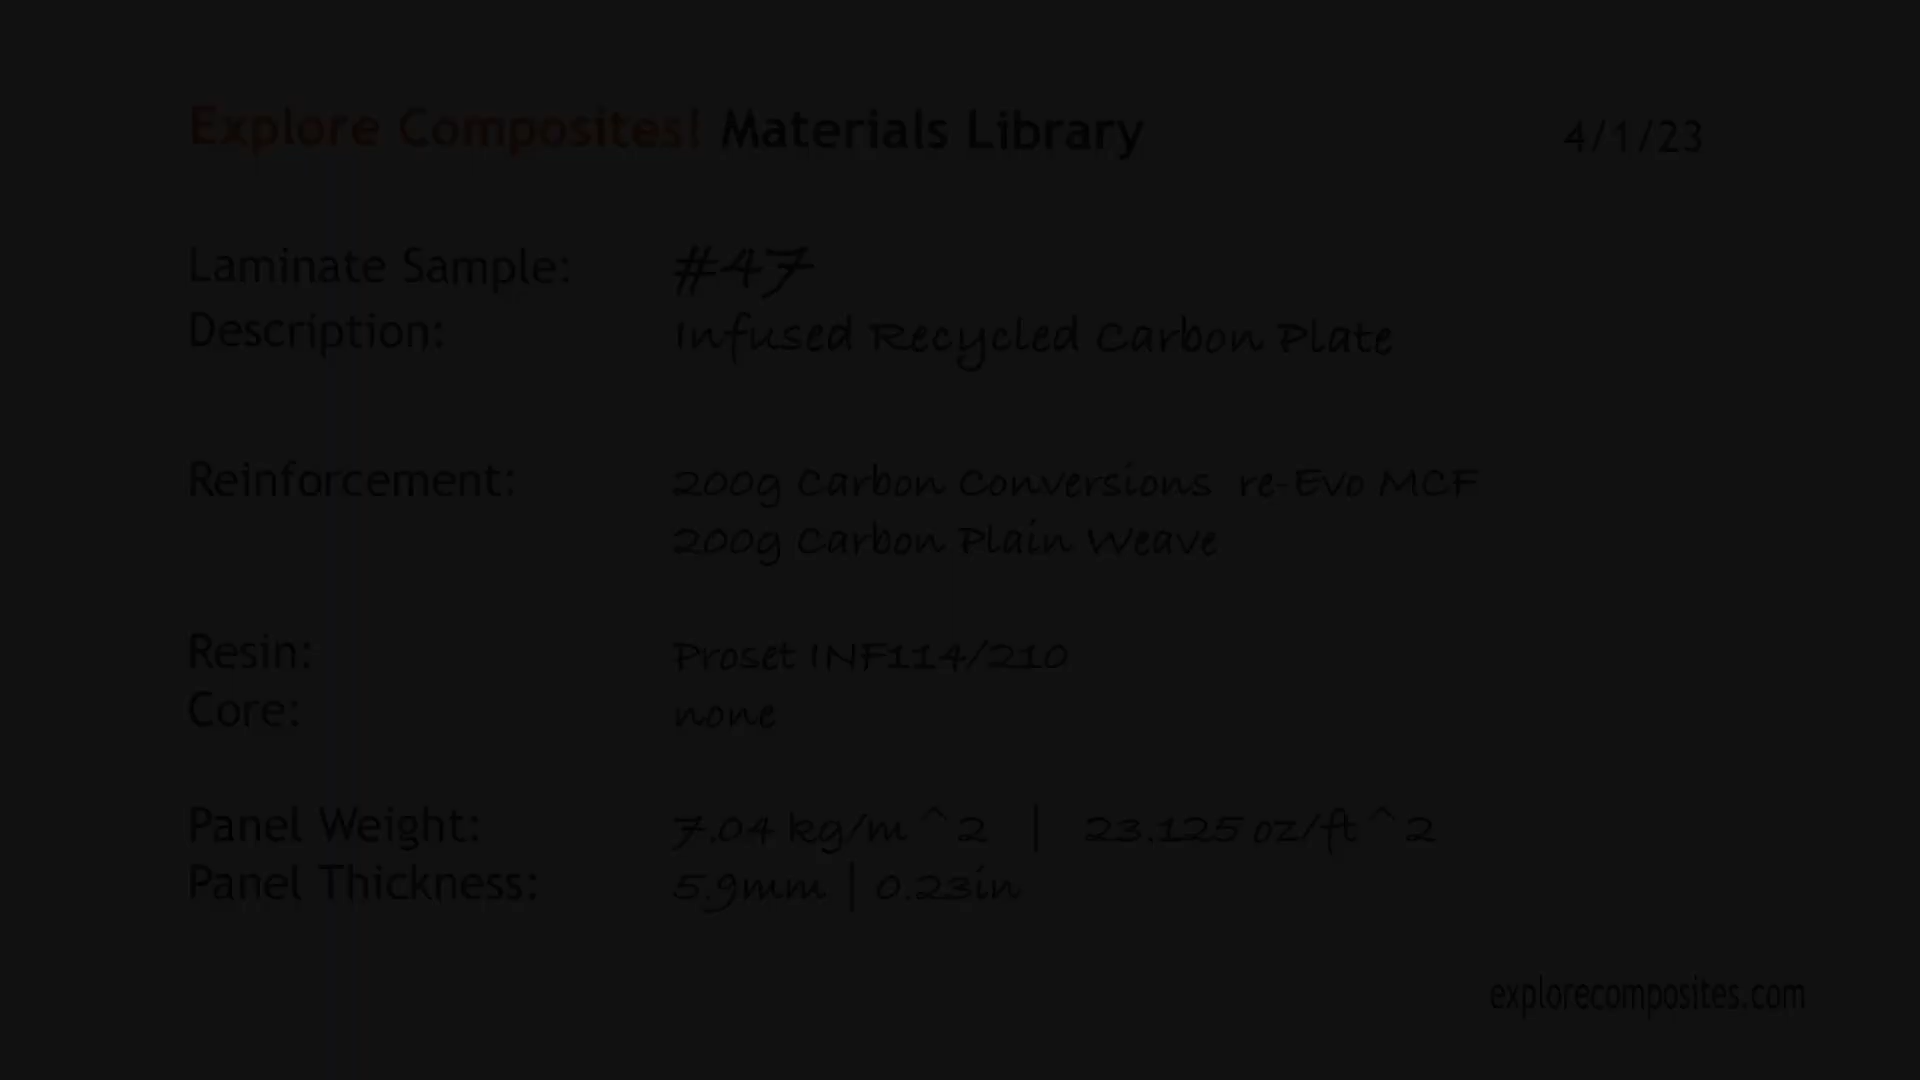 Explore Composites! Materials Library 4/1/23
Laminate Sample: #47
Description: Infused Recycled Carbon Plate
Reinforcement: 200g Carbon Conversions re-Evo MCF
200g Carbon Plain Weave
Resin: Proset INF114/210
Core: none
Panel Weight: 7.04 kg/m^2 | 23.125 oz/ft^2
Panel Thickness: 5.9mm | 0.23in
explorecomposites.com